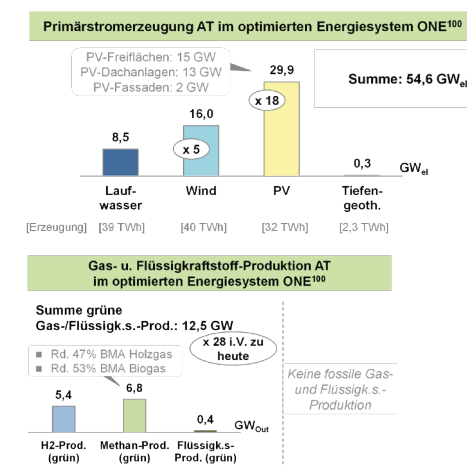 Primärstromerzeugung AT im optimierten Energiesystem ONE¹⁰⁰
PV-Freiflächen: 15 GW
PV-Dachanlagen: 13 GW
PV-Fassaden: 2 GW
Summe: 54,6 GWel
29,9
x 18
16,0
x 5
8,5
0,3
GWel
Lauf-
wasser
Wind
PV
Tiefen-
geoth.
[Erzeugung] [39 TWh] [40 TWh] [32 TWh] [2,3 TWh]
Gas- u. Flüssigkraftstoff-Produktion AT
im optimierten Energiesystem ONE¹⁰⁰
Summe grüne
Gas-/Flüssigk.s.-Prod.: 12,5 GW
x 28 i.V. zu
heute
Rd. 47% BMA Holzgas
Rd. 53% BMA Biogas
Keine fossile Gas-
und Flüssigk.s.-
Produktion
5,4
6,8
0,4
GWOut
H2-Prod.
(grün)
Methan-Prod.
(grün)
Flüssigk.s-
Prod. (grün)